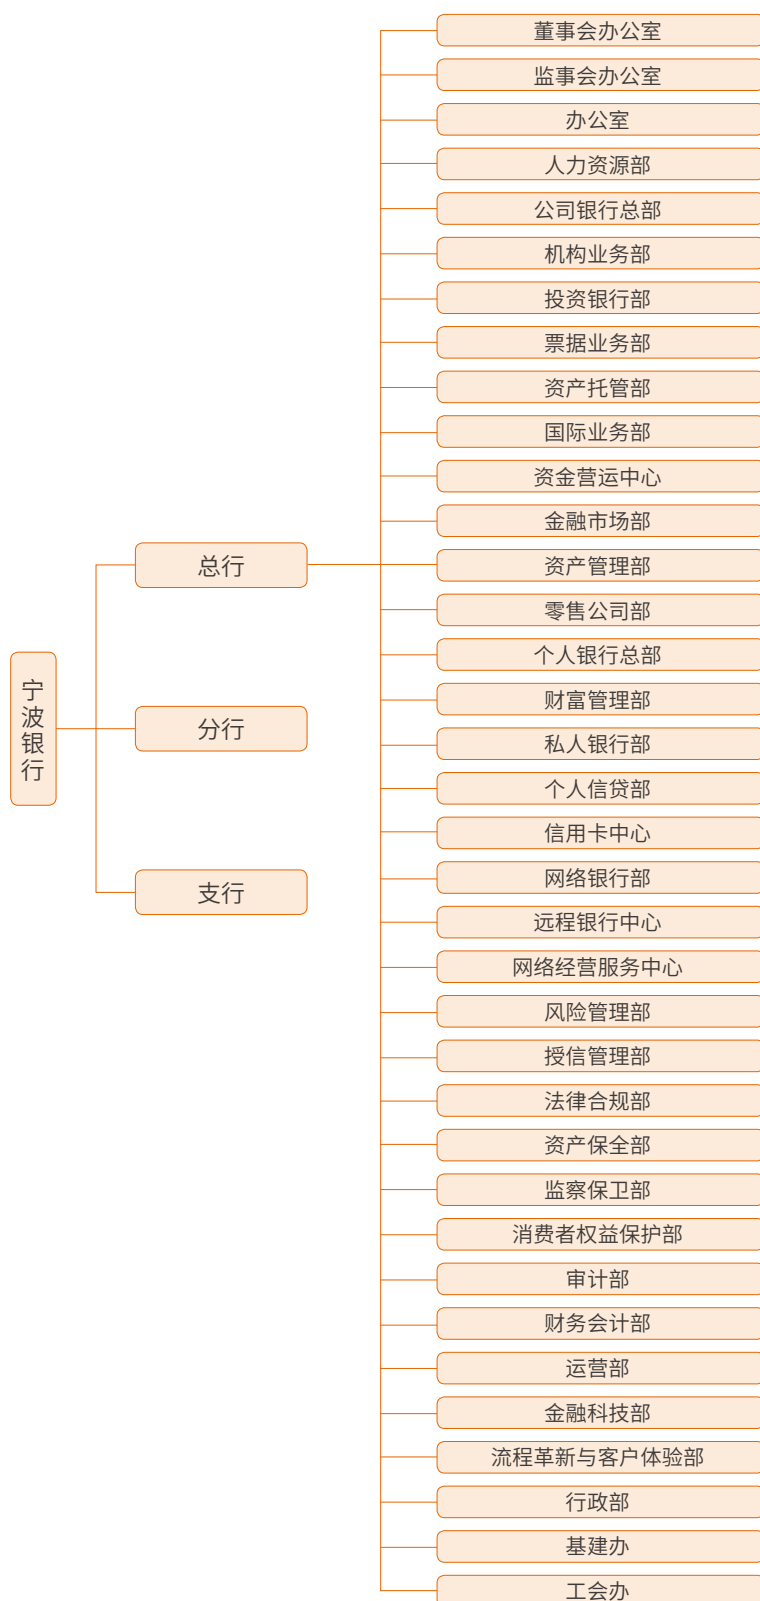 宁波银行
总行
分行
支行
董事会办公室
监事会办公室
办公室
人力资源部
公司银行总部
机构业务部
投资银行部
票据业务部
资产托管部
国际业务部
资金营运中心
金融市场部
资产管理部
零售公司部
个人银行总部
财富管理部
私人银行部
个人信贷部
信用卡中心
网络银行部
远程银行中心
网络经营服务中心
风险管理部
授信管理部
法律合规部
资产保全部
监察保卫部
消费者权益保护部
审计部
财务会计部
运营部
金融科技部
流程革新与客户体验部
行政部
基建办
工会办